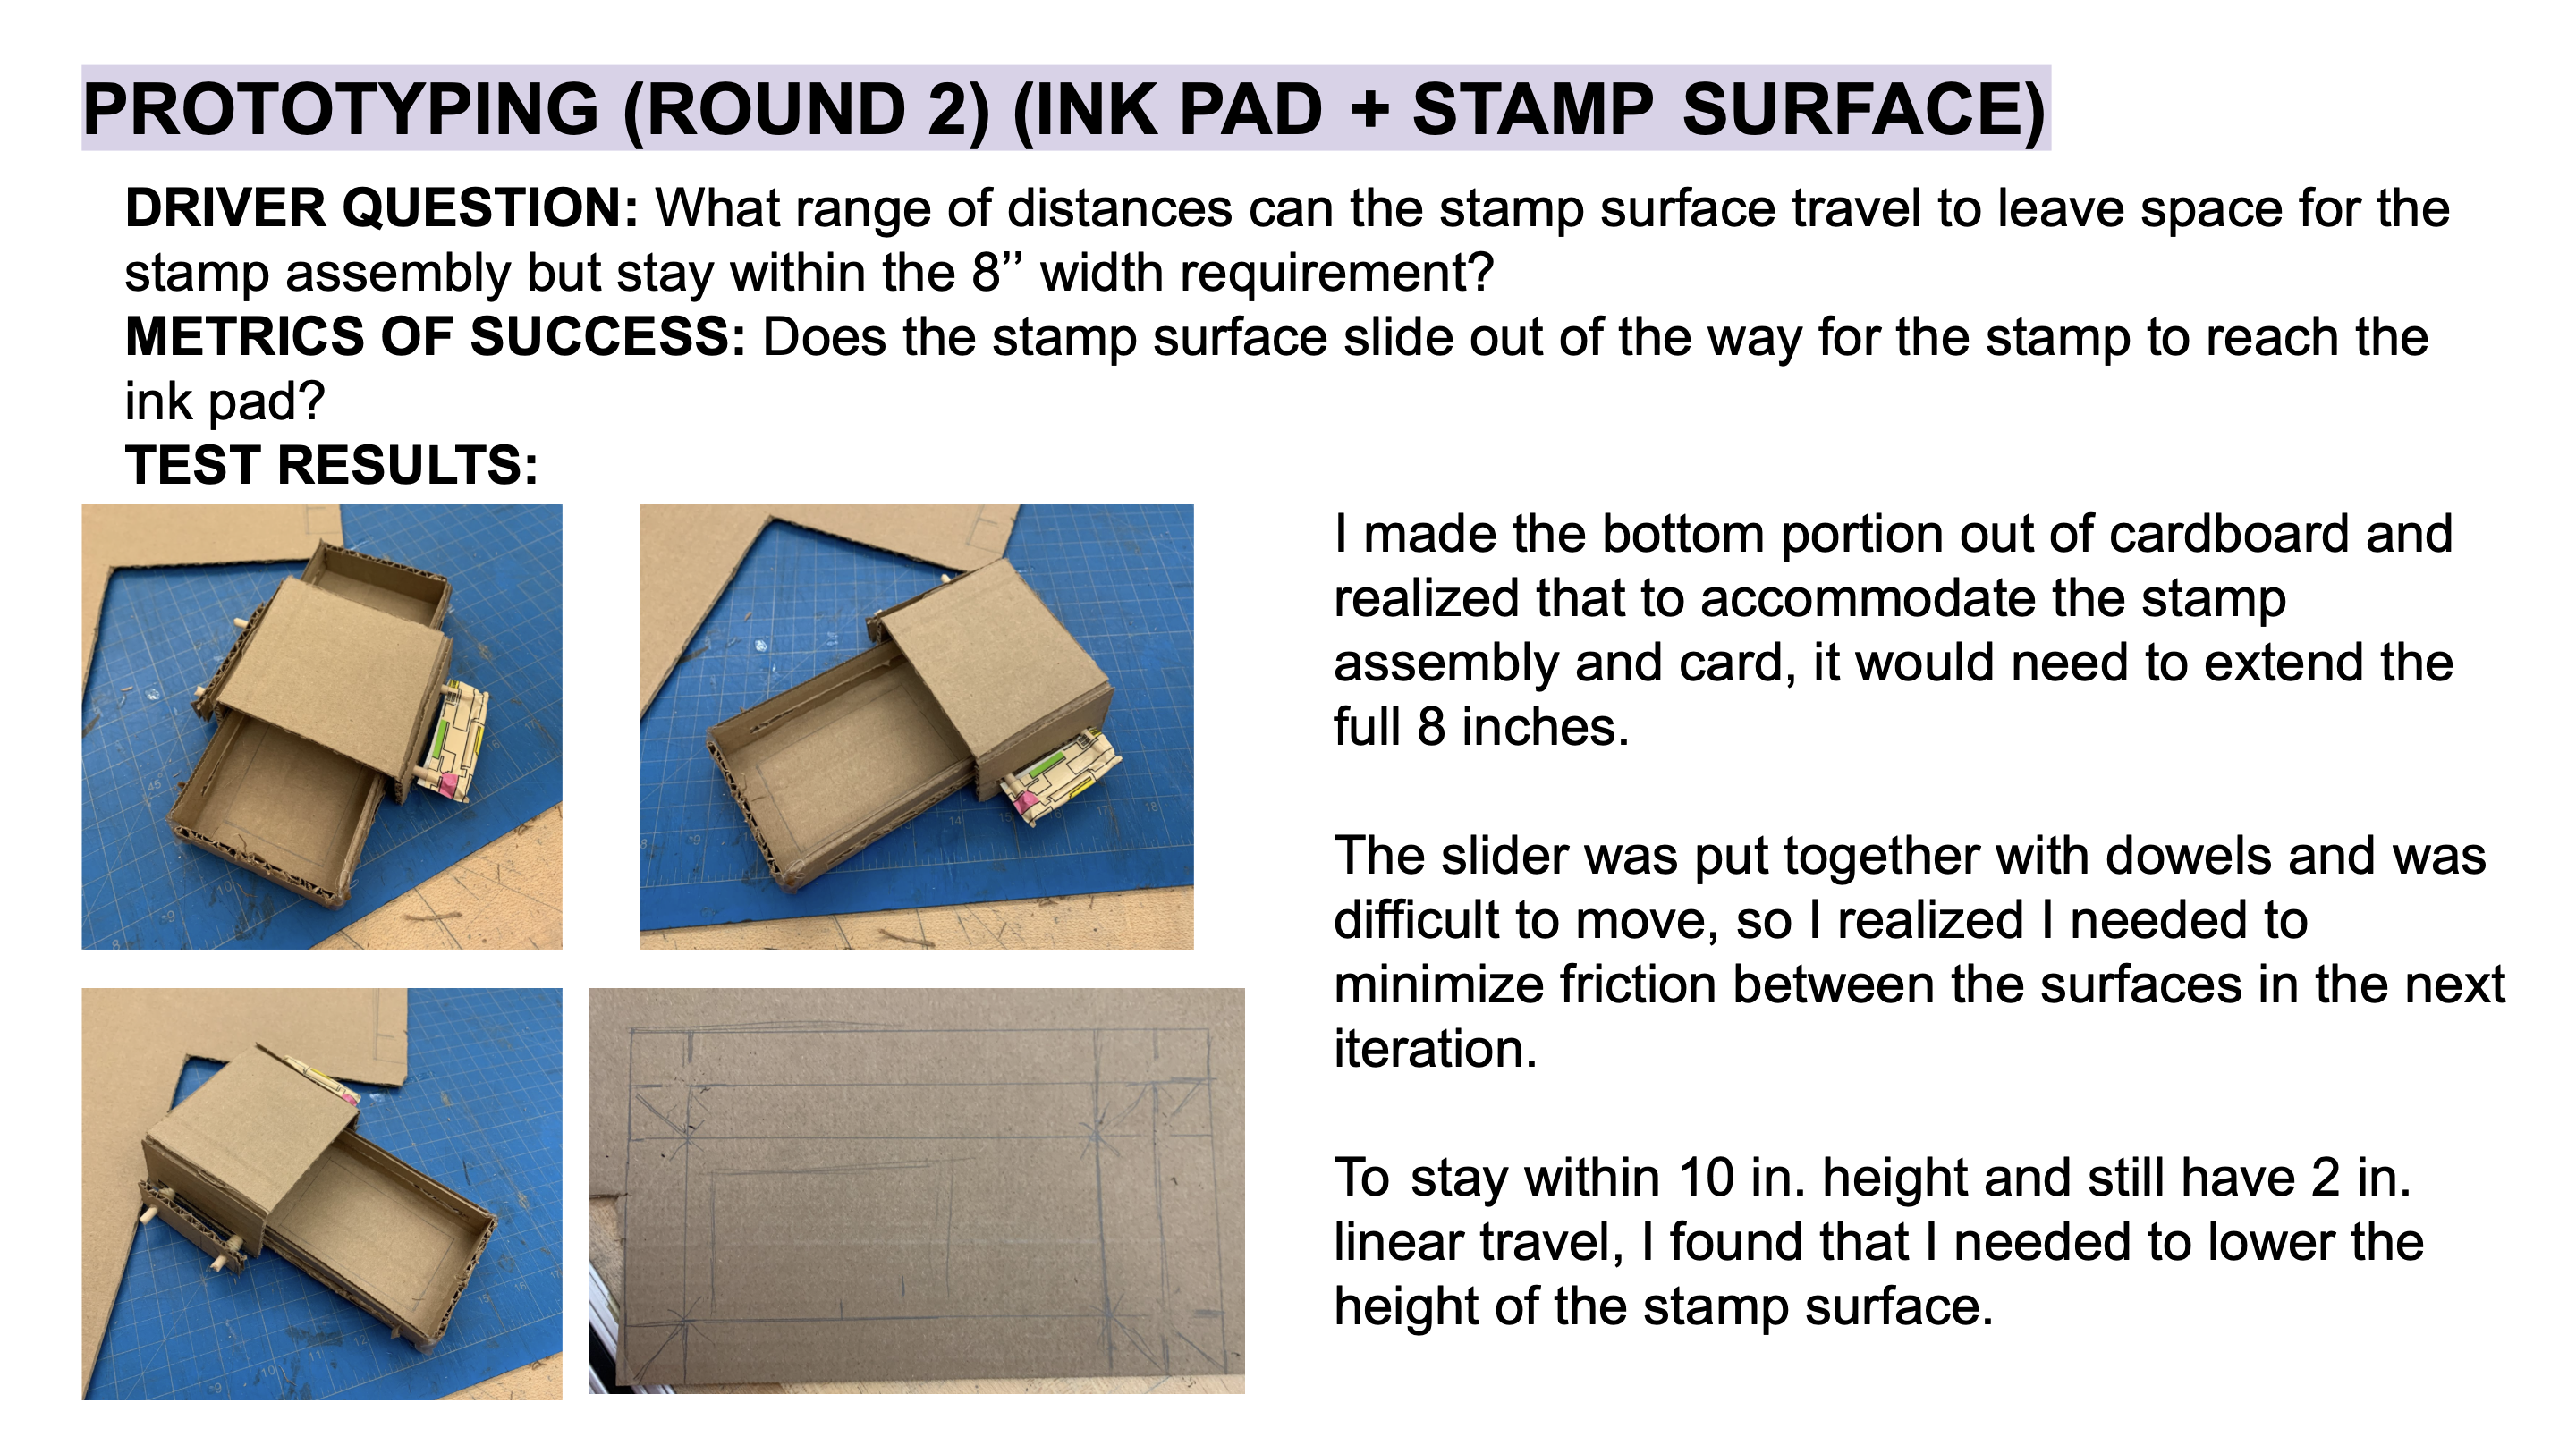 PROTOTYPING (ROUND 2) (INK PAD + STAMP SURFACE)
DRIVER QUESTION: What range of distances can the stamp surface travel to leave space for the
stamp assembly but stay within the 8’’ width requirement?
METRICS OF SUCCESS: Does the stamp surface slide out of the way for the stamp to reach the
ink pad?
TEST RESULTS:
I made the bottom portion out of cardboard and
realized that to accommodate the stamp
assembly and card, it would need to extend the
full 8 inches.
The slider was put together with dowels and was
difficult to move, so I realized I needed to
minimize friction between the surfaces in the next
iteration.
To stay within 10 in. height and still have 2 in.
linear travel, I found that I needed to lower the
height of the stamp surface.